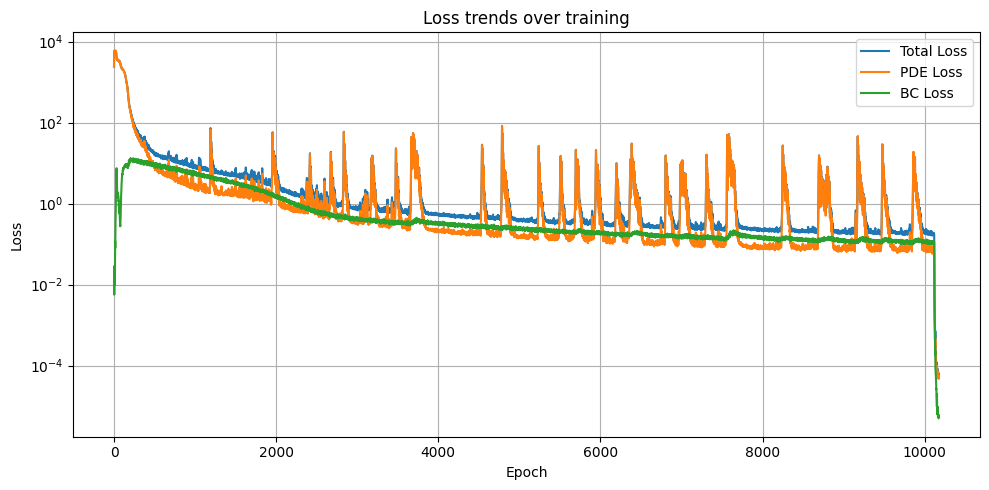 Loss trends over training
Total Loss
PDE Loss
BC Loss
Loss
10⁴
10²
10⁰
10⁻²
10⁻⁴
0 2000 4000 6000 8000 10000
Epoch